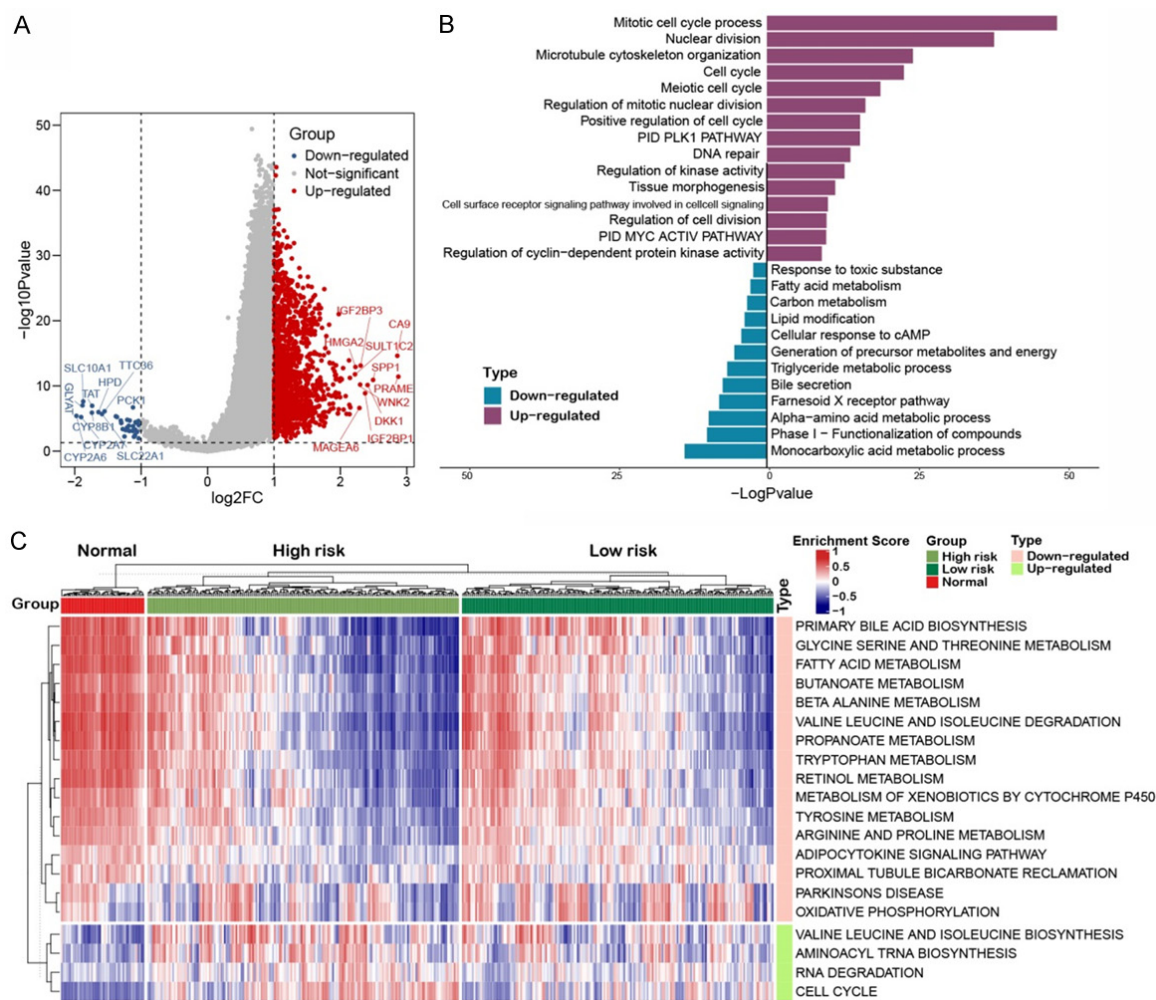 A
50
40
30
20
10
0
−log10Pvalue
−2
−1
0
1
2
3
log2FC
Group
Down−regulated
Not−significant
Up−regulated
IGF2BP3
CA9
HMGA2
SULT1C2
SPP1
PRAME
WNK2
DKK1
IGF2BP1
MAGEA6
SLC10A1
TTC36
HPD
TAT
GLYAT
PCK1
CYP8B1
CYP2A7
CYP2A6
SLC22A1
B
Mitotic cell cycle process
Nuclear division
Microtubule cytoskeleton organization
Cell cycle
Meiotic cell cycle
Regulation of mitotic nuclear division
Positive regulation of cell cycle
PID PLK1 PATHWAY
DNA repair
Regulation of kinase activity
Tissue morphogenesis
Cell surface receptor signaling pathway involved in cellcell signaling
Regulation of cell division
PID MYC ACTIV PATHWAY
Regulation of cyclin−dependent protein kinase activity
Response to toxic substance
Fatty acid metabolism
Carbon metabolism
Lipid modification
Cellular response to cAMP
Generation of precursor metabolites and energy
Triglyceride metabolic process
Bile secretion
Farnesoid X receptor pathway
Alpha−amino acid metabolic process
Phase I − Functionalization of compounds
Monocarboxylic acid metabolic process
Type
Down−regulated
Up−regulated
50
25
0
25
50
−LogPvalue
C
Normal
High risk
Low risk
Group
Type
Enrichment Score
1
0.5
0
−0.5
−1
Group
High risk
Low risk
Normal
Type
Down−regulated
Up−regulated
PRIMARY BILE ACID BIOSYNTHESIS
GLYCINE SERINE AND THREONINE METABOLISM
FATTY ACID METABOLISM
BUTANOATE METABOLISM
BETA ALANINE METABOLISM
VALINE LEUCINE AND ISOLEUCINE DEGRADATION
PROPANOATE METABOLISM
TRYPTOPHAN METABOLISM
RETINOL METABOLISM
METABOLISM OF XENOBIOTICS BY CYTOCHROME P450
TYROSINE METABOLISM
ARGININE AND PROLINE METABOLISM
ADIPOCYTOKINE SIGNALING PATHWAY
PROXIMAL TUBULE BICARBONATE RECLAMATION
PARKINSONS DISEASE
OXIDATIVE PHOSPHORYLATION
VALINE LEUCINE AND ISOLEUCINE BIOSYNTHESIS
AMINOACYL TRNA BIOSYNTHESIS
RNA DEGRADATION
CELL CYCLE